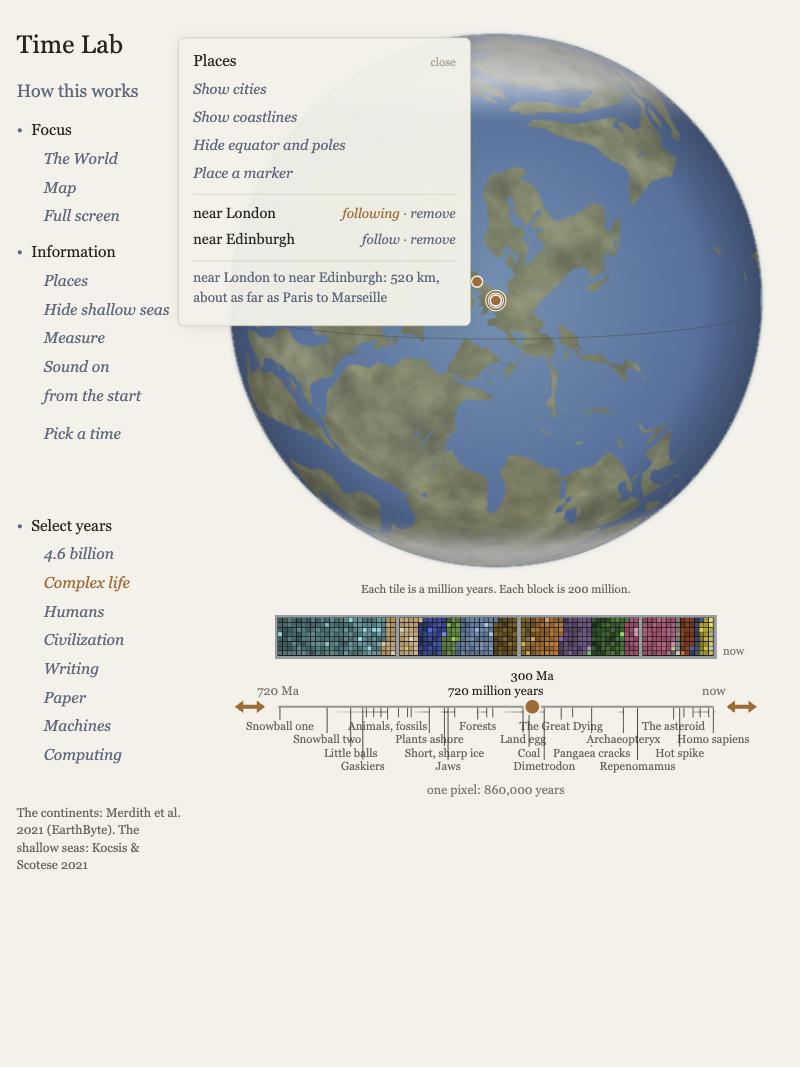 Time Lab
How this works
• Focus
The World
Map
Full screen
• Information
Places
Hide shallow seas
Measure
Sound on
from the start
Pick a time
• Select years
4.6 billion
Complex life
Humans
Civilization
Writing
Paper
Machines
Computing
The continents: Merdith et al.
2021 (EarthByte). The
shallow seas: Kocsis &
Scotese 2021
Places
close
Show cities
Show coastlines
Hide equator and poles
Place a marker
near London following · remove
near Edinburgh follow · remove
near London to near Edinburgh: 520 km,
about as far as Paris to Marseille
Each tile is a million years. Each block is 200 million.
now
300 Ma
720 Ma 720 million years now
Snowball one Animals, fossils Forests The Great Dying The asteroid
Snowball two Plants ashore Land egg Archaeopteryx Homo sapiens
Little balls Short, sharp ice Coal Pangaea cracks Hot spike
Gaskiers Jaws Dimetrodon Repenomamus
one pixel: 860,000 years